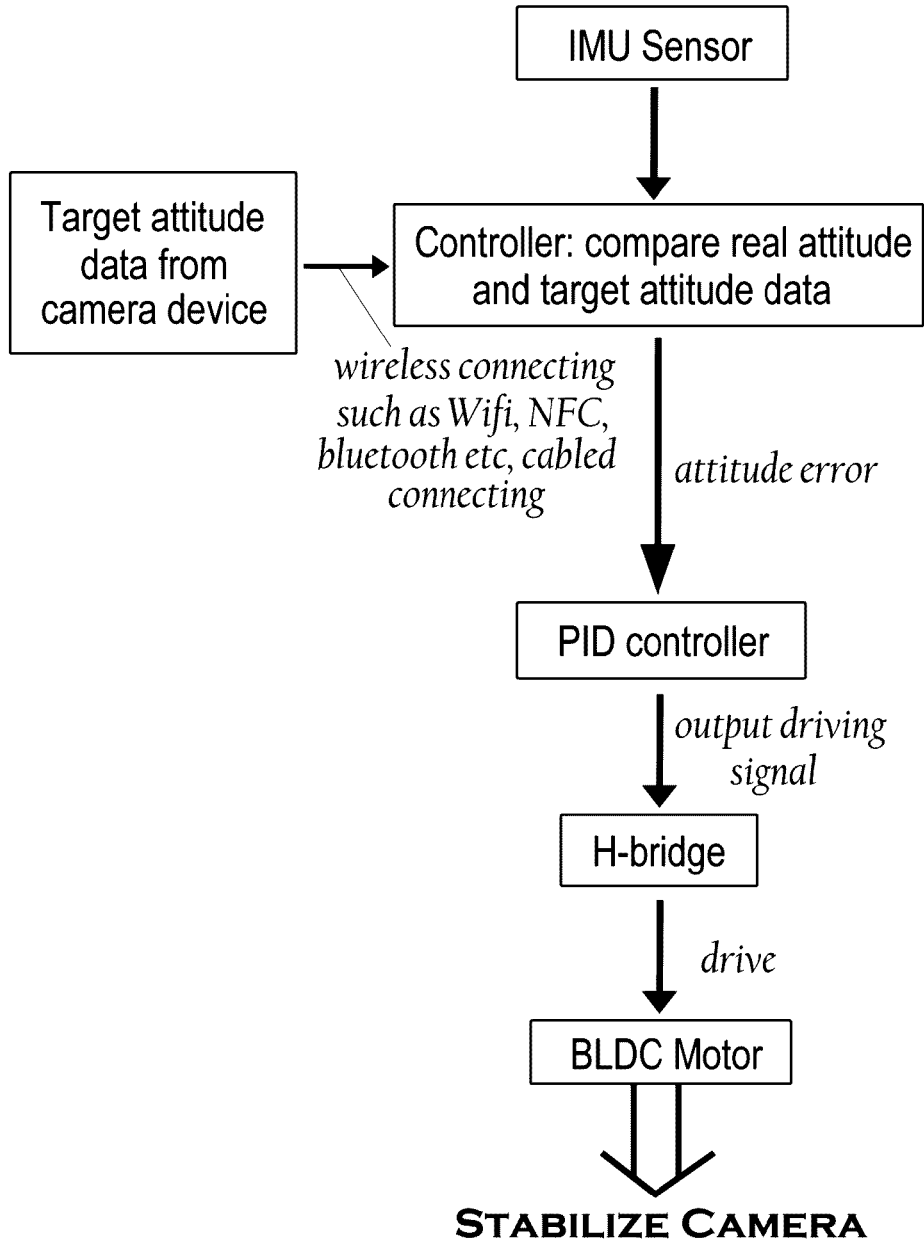 IMU Sensor
Target attitude
data from
camera device
Controller: compare real attitude
and target attitude data
wireless connecting
such as Wifi, NFC,
bluetooth etc, cabled
connecting
attitude error
PID controller
output driving
signal
H-bridge
drive
BLDC Motor
STABILIZE CAMERA